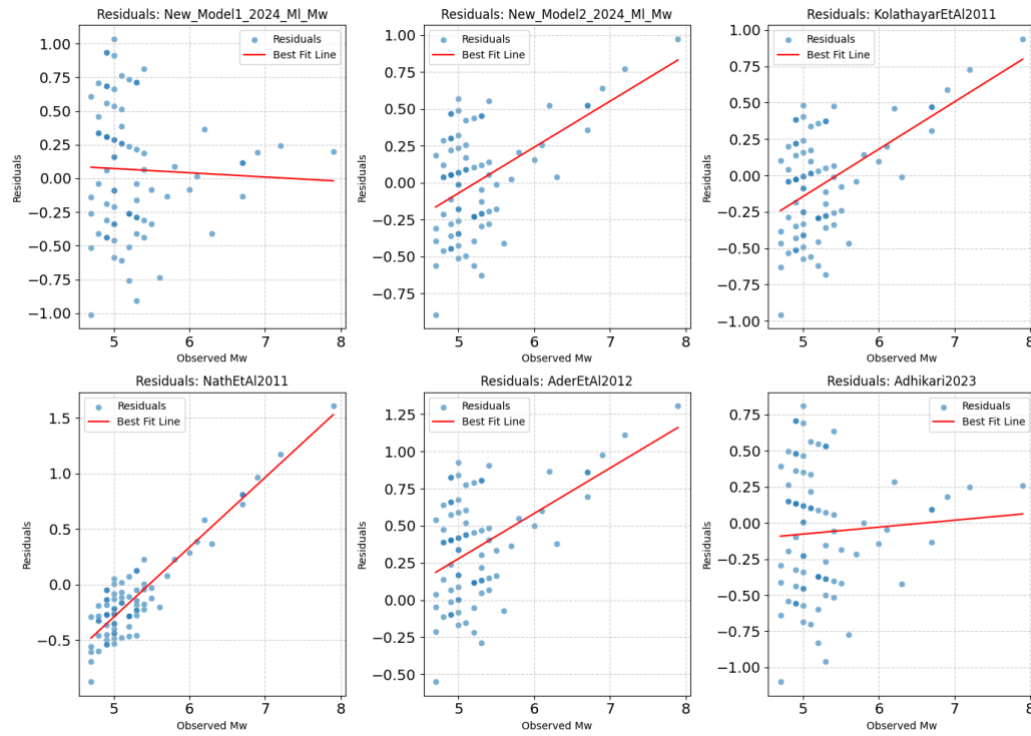 Residuals: New_Model1_2024_Ml_Mw
1.00
0.75
0.50
0.25
0.00
−0.25
−0.50
−0.75
−1.00
Residuals
Residuals
Best Fit Line
5
6
7
8
Observed Mw
Residuals: New_Model2_2024_Ml_Mw
1.00
0.75
0.50
0.25
0.00
−0.25
−0.50
−0.75
Residuals
Residuals
Best Fit Line
5
6
7
8
Observed Mw
Residuals: KolathayarEtAl2011
1.00
0.75
0.50
0.25
0.00
−0.25
−0.50
−0.75
−1.00
Residuals
Residuals
Best Fit Line
5
6
7
8
Observed Mw
Residuals: NathEtAl2011
1.5
1.0
0.5
0.0
−0.5
Residuals
Residuals
Best Fit Line
5
6
7
8
Observed Mw
Residuals: AderEtAl2012
1.25
1.00
0.75
0.50
0.25
0.00
−0.25
−0.50
Residuals
Residuals
Best Fit Line
5
6
7
8
Observed Mw
Residuals: Adhikari2023
0.75
0.50
0.25
0.00
−0.25
−0.50
−0.75
−1.00
Residuals
Residuals
Best Fit Line
5
6
7
8
Observed Mw